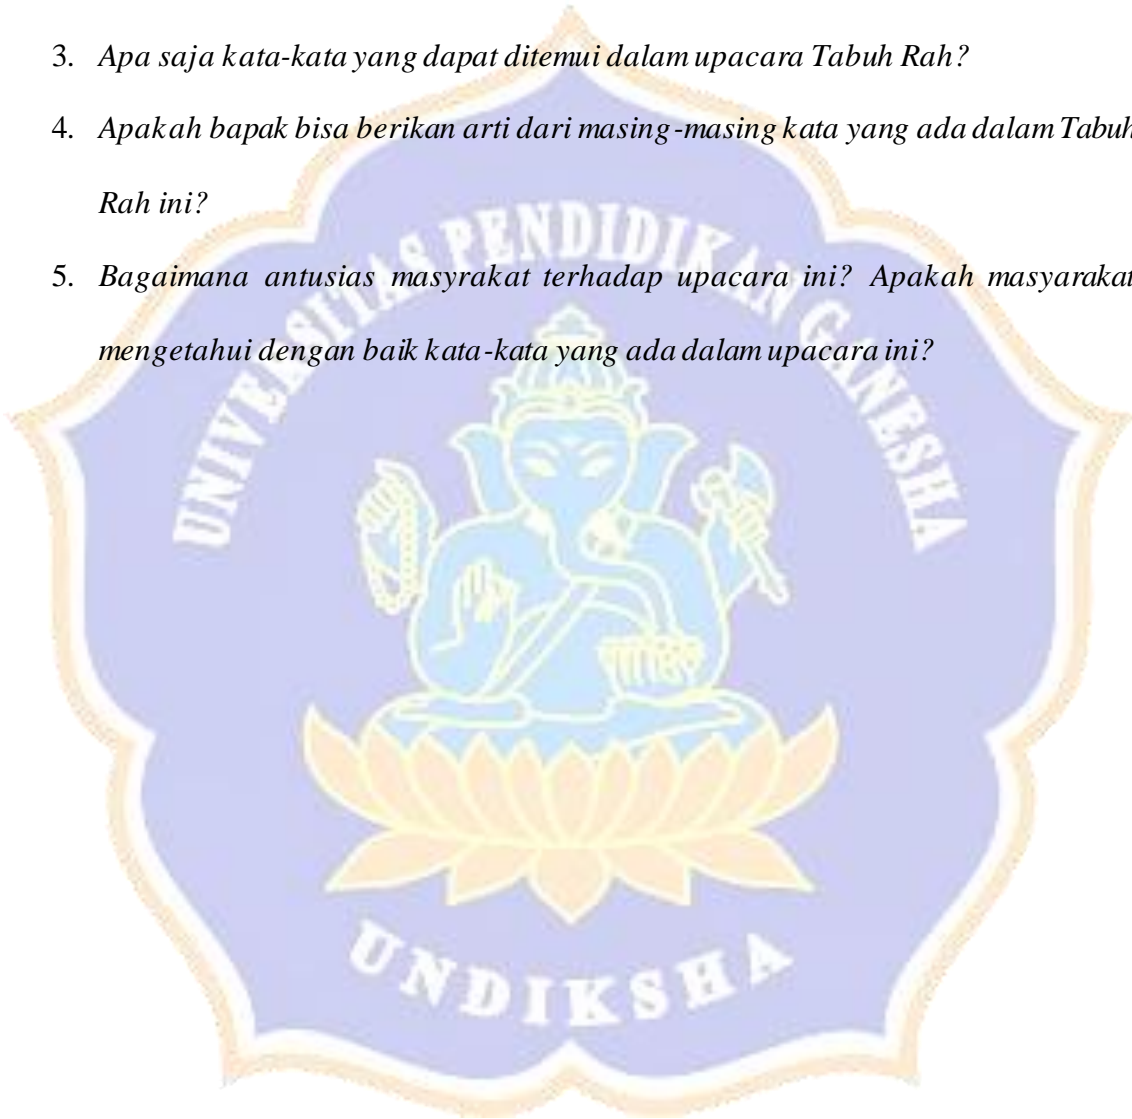 3. Apa saja kata-kata yang dapat ditemui dalam upacara Tabuh Rah?
4. Apakah bapak bisa berikan arti dari masing-masing kata yang ada dalam Tabuh
Rah ini?
5. Bagaimana antusias masyrakat terhadap upacara ini? Apakah masyarakat
mengetahui dengan baik kata-kata yang ada dalam upacara ini?
UNIVERSITAS PENDIDIKAN GANESHA
UNDIKSHA